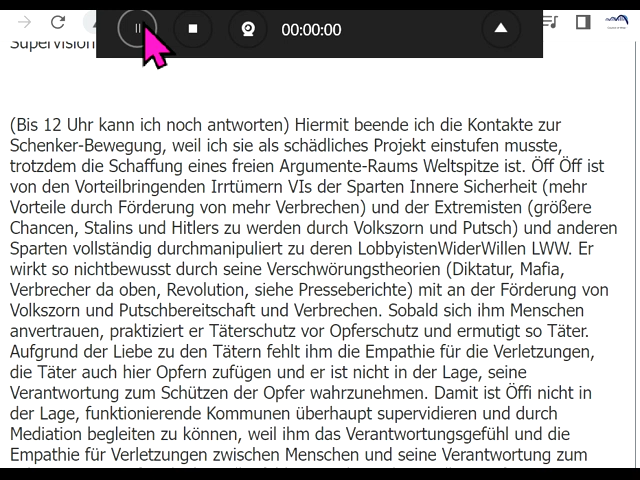 00:00:00
Supervision
(Bis 12 Uhr kann ich noch antworten) Hiermit beende ich die Kontakte zur
Schenker-Bewegung, weil ich sie als schädliches Projekt einstufen musste,
trotzdem die Schaffung eines freien Argumente-Raums Weltspitze ist. Öff Öff ist
von den Vorteilbringenden Irrtümern VIs der Sparten Innere Sicherheit (mehr
Vorteile durch Förderung von mehr Verbrechen) und der Extremisten (größere
Chancen, Stalins und Hitlers zu werden durch Volkszorn und Putsch) und anderen
Sparten vollständig durchmanipuliert zu deren LobbyistenWiderWillen LWW. Er
wirkt so nichtbewusst durch seine Verschwörungstheorien (Diktatur, Mafia,
Verbrecher da oben, Revolution, siehe Presseberichte) mit an der Förderung von
Volkszorn und Putschbereitschaft und Verbrechen. Sobald sich ihm Menschen
anvertrauen, praktiziert er Täterschutz vor Opferschutz und ermutigt so Täter.
Aufgrund der Liebe zu den Tätern fehlt ihm die Empathie für die Verletzungen,
die Täter auch hier Opfern zufügen und er ist nicht in der Lage, seine
Verantwortung zum Schützen der Opfer wahrzunehmen. Damit ist Öffi nicht in
der Lage, funktionierende Kommunen überhaupt supervidieren und durch
Mediation begleiten zu können, weil ihm das Verantwortungsgefühl und die
Empathie für Verletzungen zwischen Menschen und seine Verantwortung zum